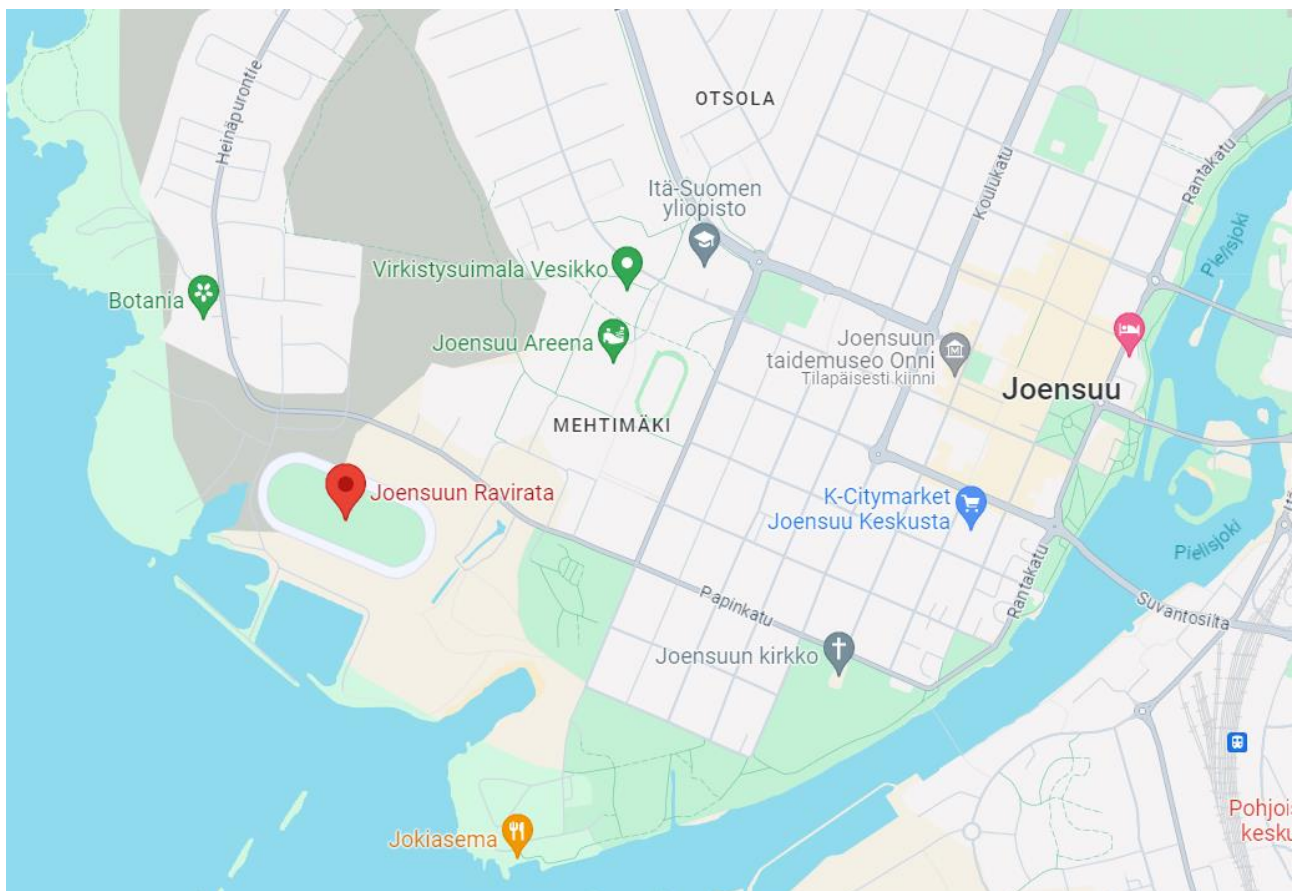 OTSOLA
Heinäpurontie
Koulukatu
Rantakatu
Itä-Suomen
yliopisto
Pielisjoki
Virkistysuimala Vesikko
Botania
Joensuu Areena
Joensuun
taidemuseo Onni
Tilapäisesti kiinni
Joensuu
MEHTIMÄKI
Joensuun Ravirata
K-Citymarket
Joensuu Keskusta
Pielisjoki
Rantakatu
Papinkatu
Suvantosilta
Joensuun kirkko
Jokiasema
Pohjois
kesku